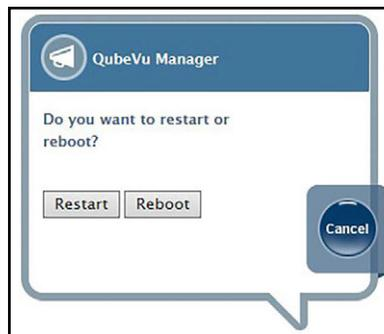 QubeVu Manager
Do you want to restart or
reboot?
Restart Reboot
Cancel